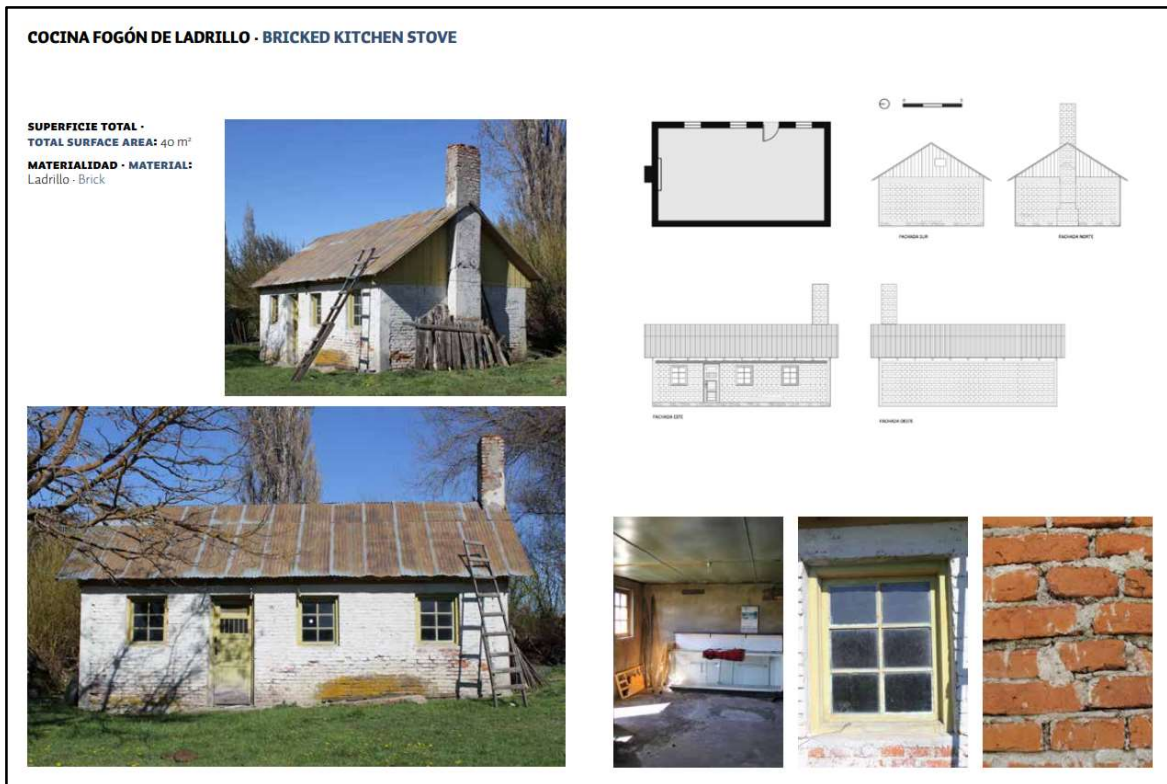 COCINA FOGÓN DE LADRILLO · BRICKED KITCHEN STOVE
SUPERFICIE TOTAL ·
TOTAL SURFACE AREA: 40 m²
MATERIALIDAD · MATERIAL:
Ladrillo · Brick
FACHADA SUR
FACHADA NORTE
FACHADA ESTE
FACHADA OESTE